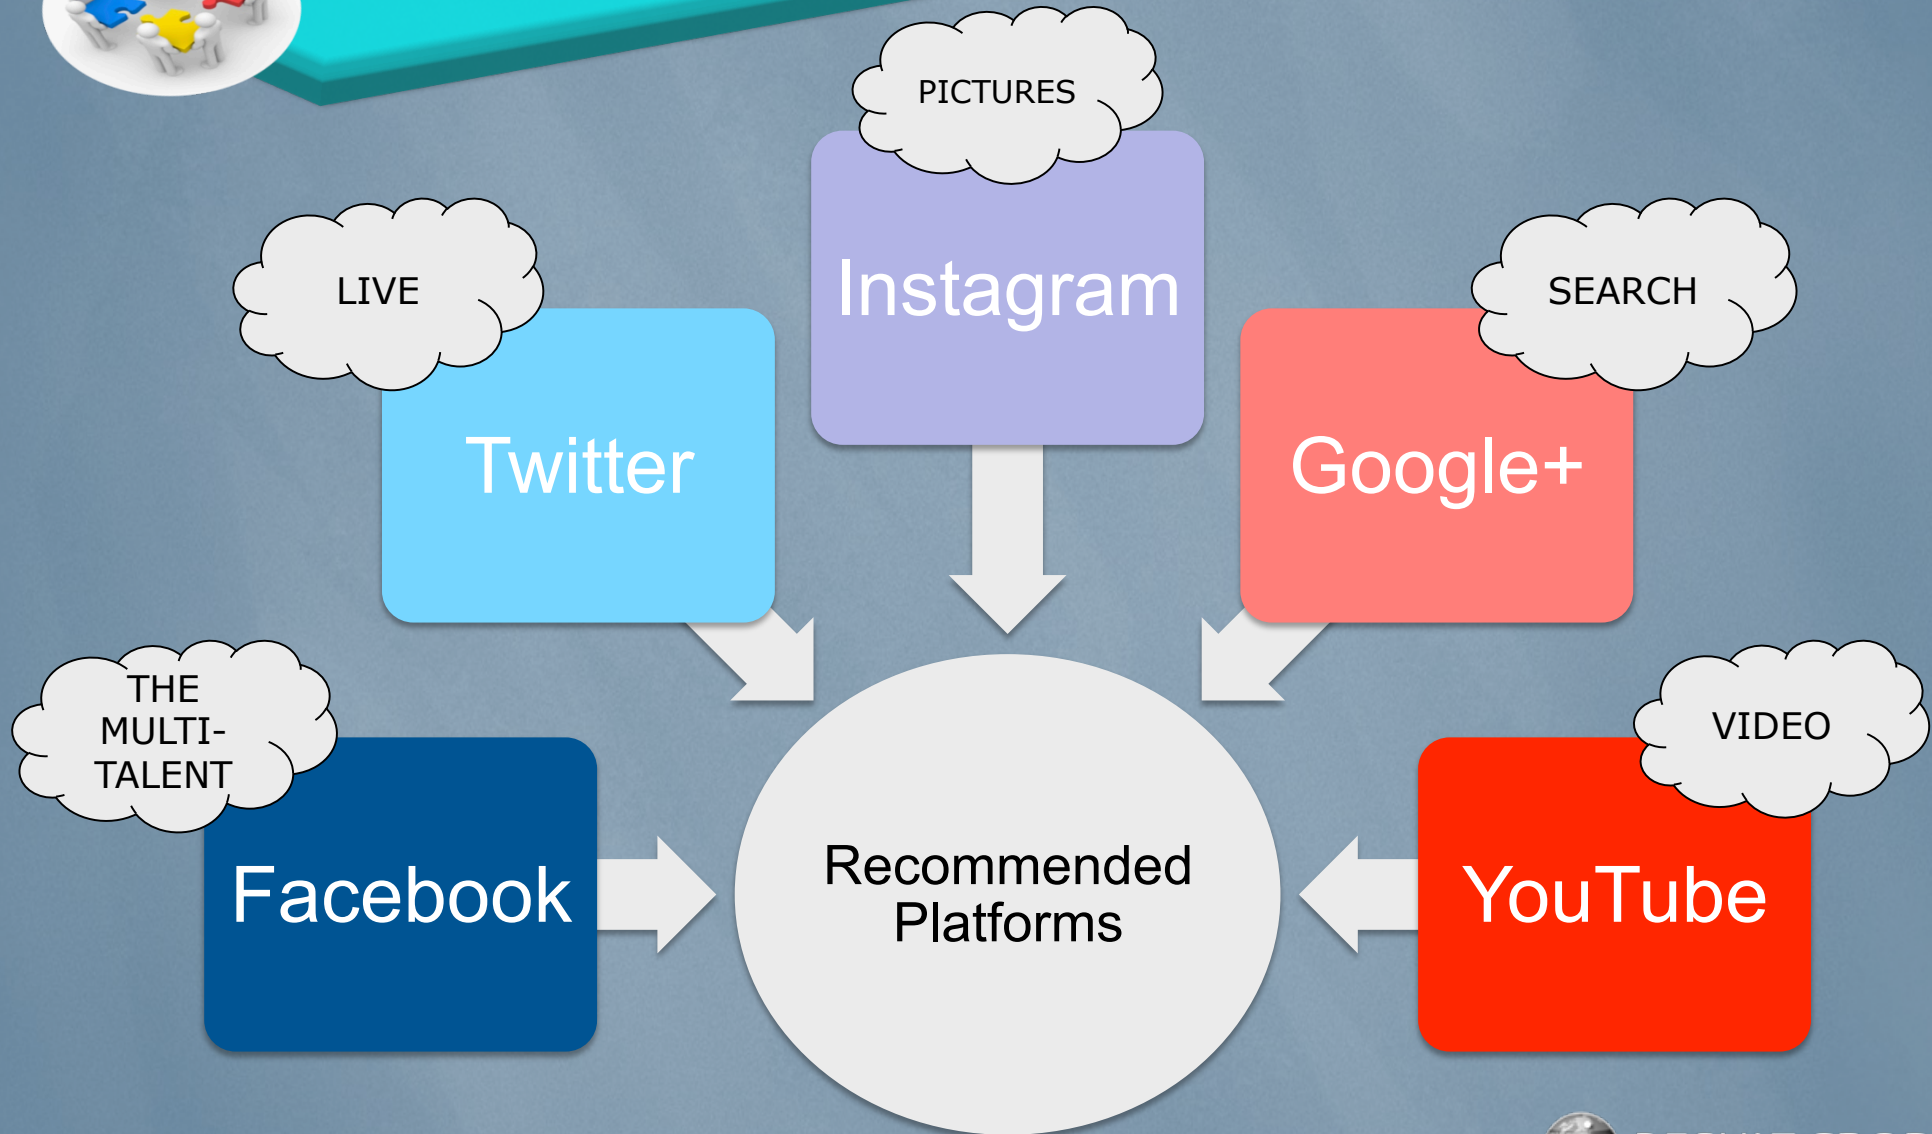 PICTURES
Instagram
LIVE
Twitter
SEARCH
Google+
THE
MULTI-
TALENT
Facebook
VIDEO
YouTube
Recommended
Platforms